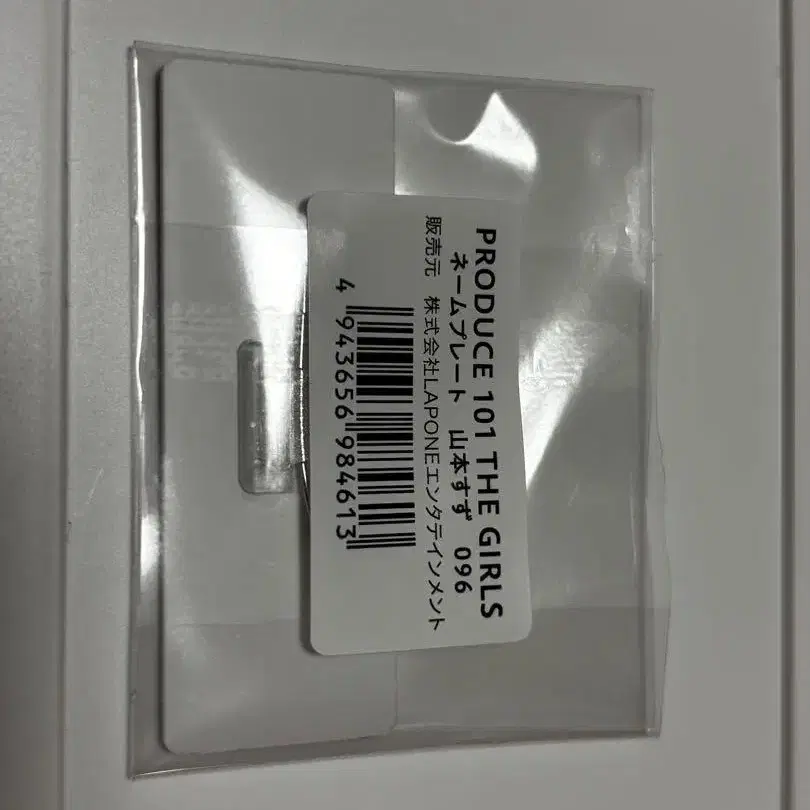 PRODUCE 101 THE GIRLS
ネームプレート　山本すず　096
販売元　株式会社LAPONEエンタテインメント
4 943656 984613